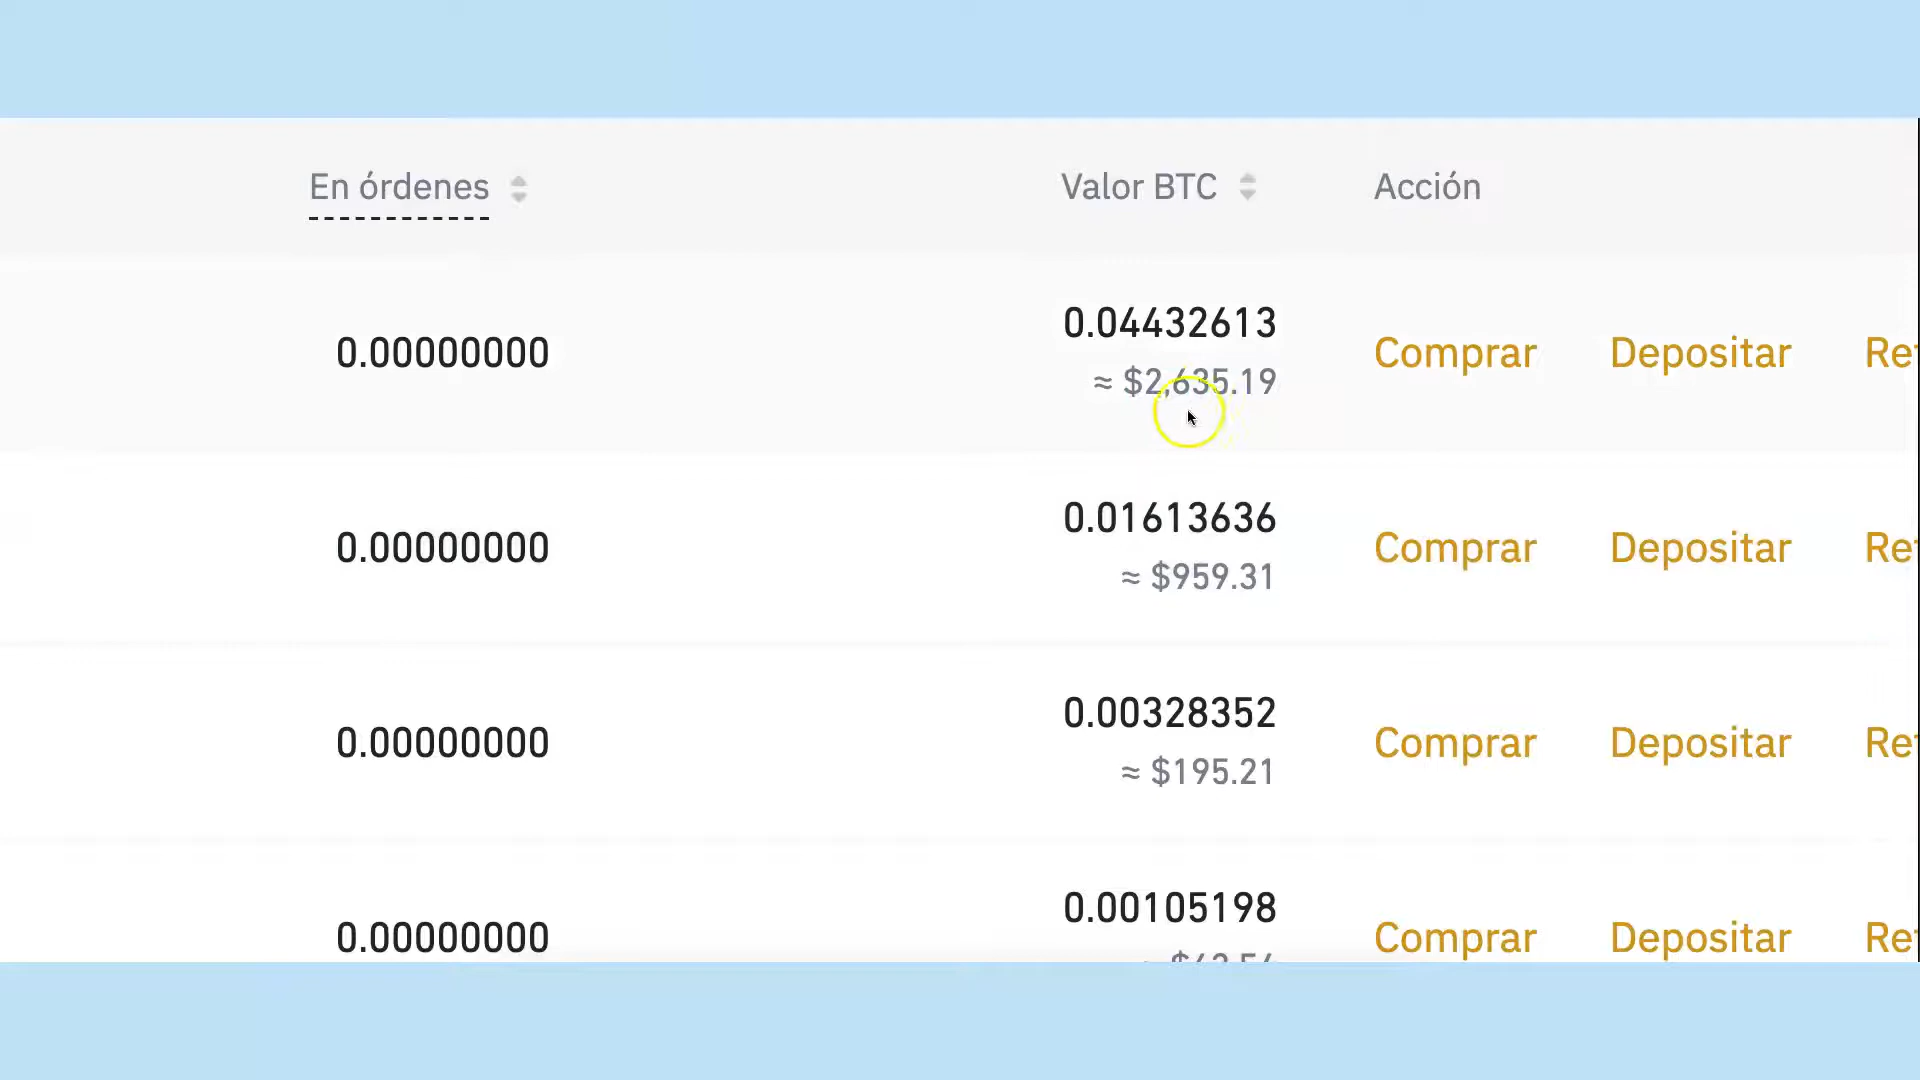 En órdenes Valor BTC Acción
0.00000000 0.04432613 Comprar Depositar
≈ $2,635.19
0.00000000 0.01613636 Comprar Depositar
≈ $959.31
0.00000000 0.00328352 Comprar Depositar
≈ $195.21
0.00000000 0.00105198 Comprar Depositar